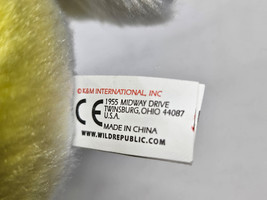 © K&M INTERNATIONAL, INC
CE
1955 MIDWAY DRIVE
TWINSBURG, OHIO 44087
U.S.A.
MADE IN CHINA
WWW.WILDREPUBLIC.COM